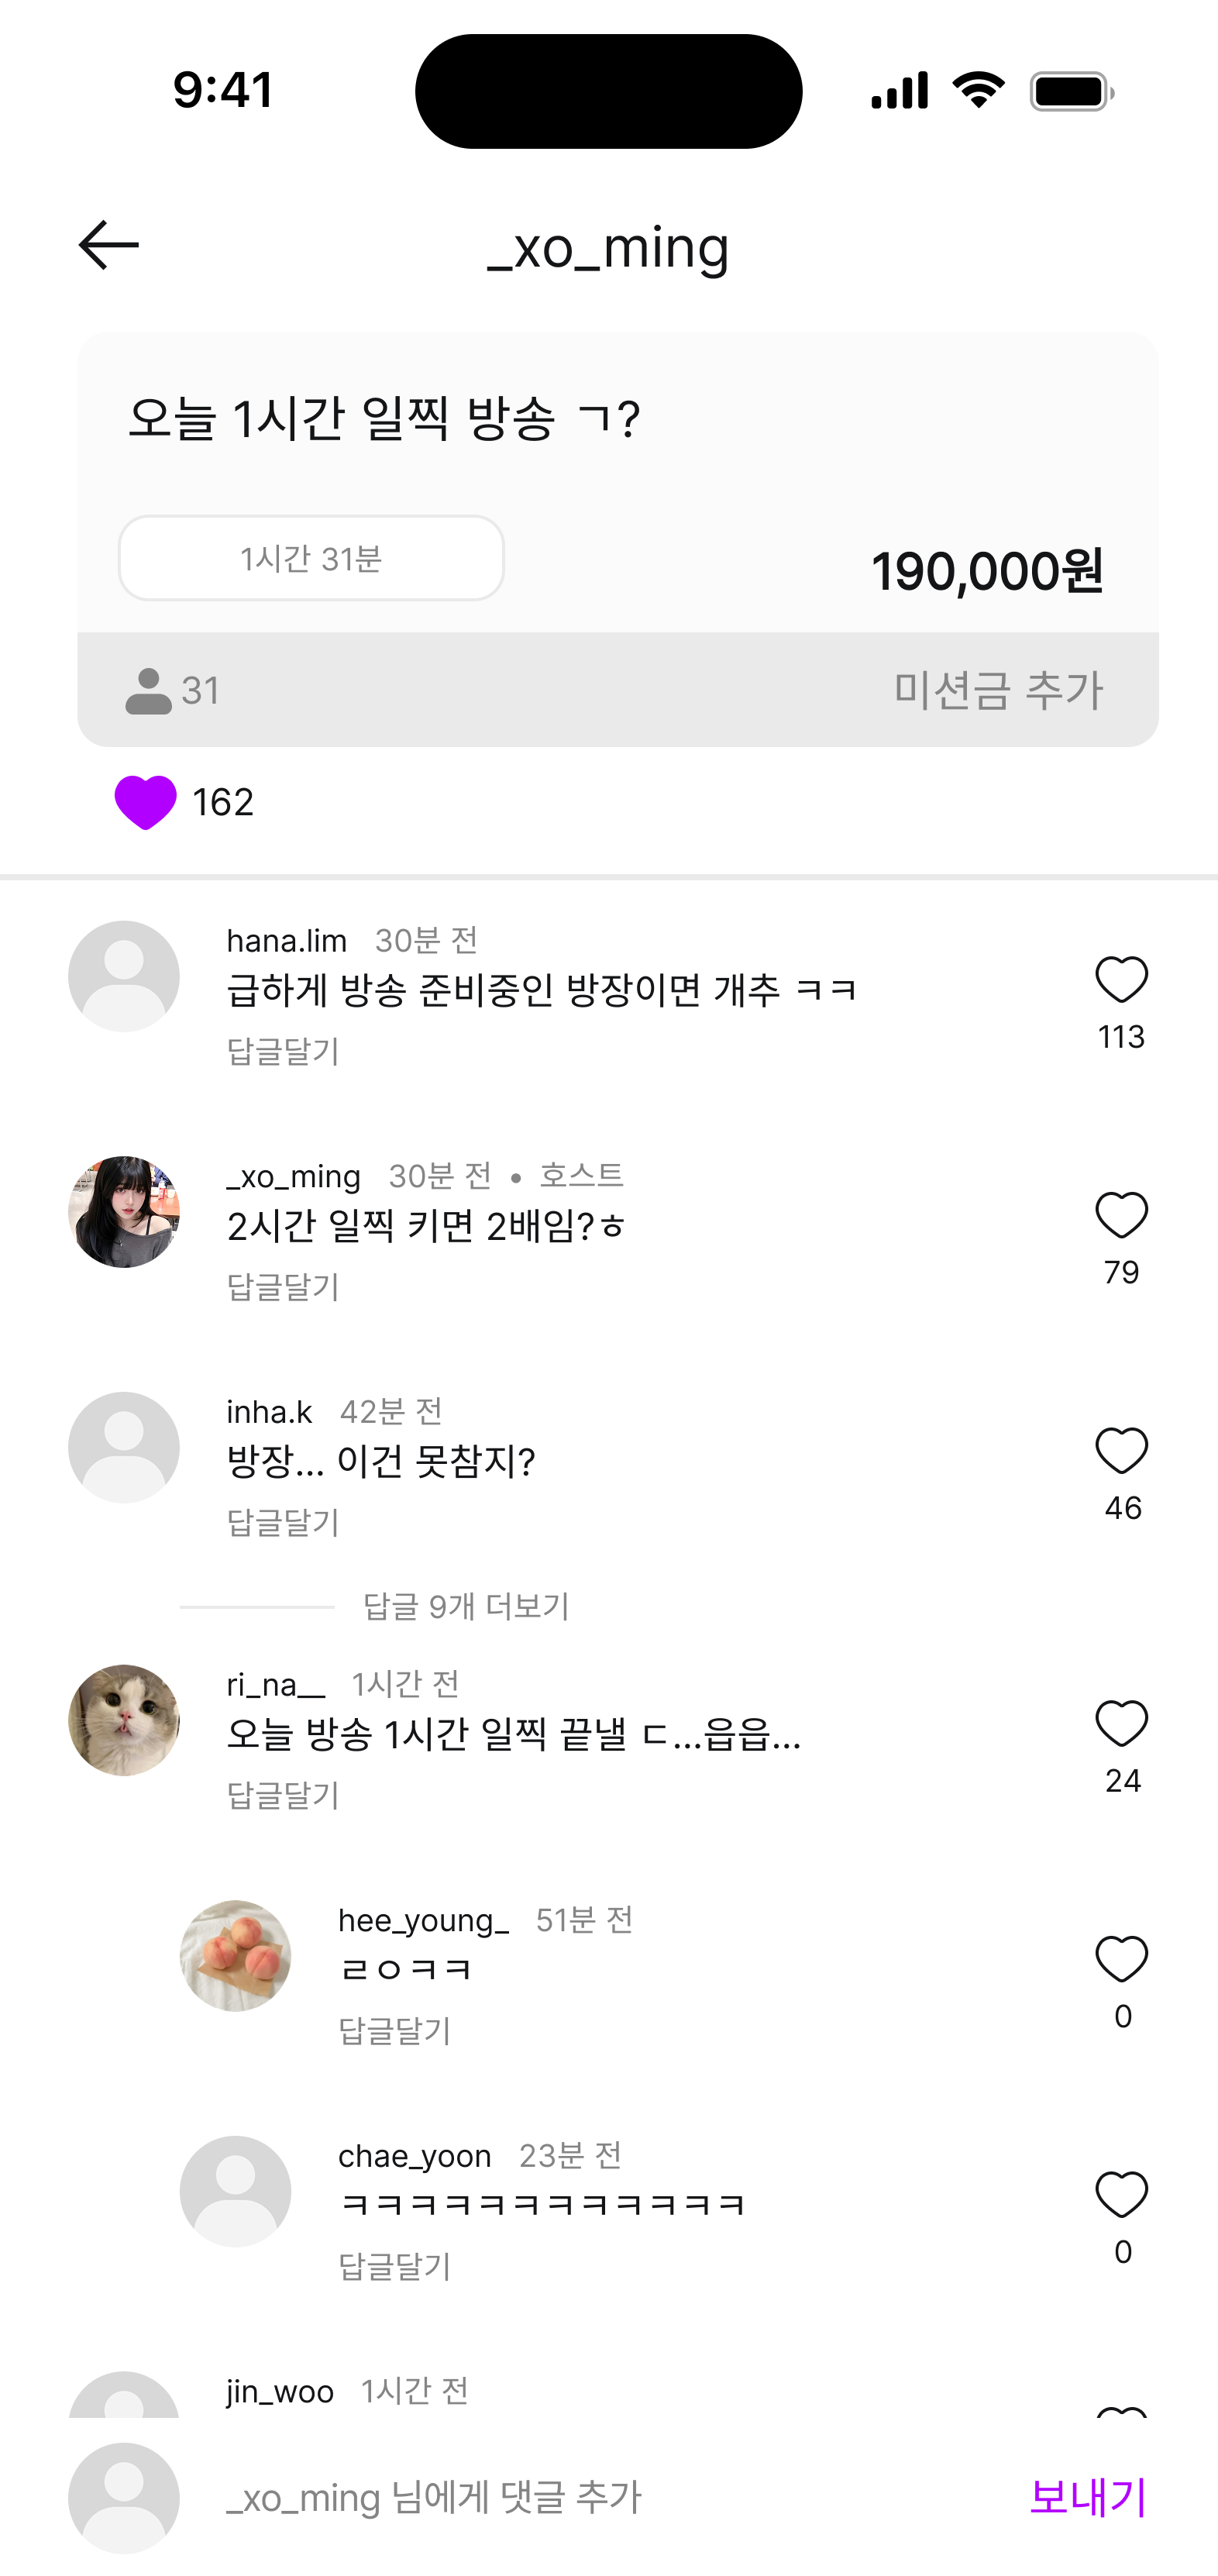 9:41
_xo_ming
오늘 1시간 일찍 방송 ㄱ?
1시간 31분
190,000원
31
미션금 추가
162
hana.lim 30분 전
급하게 방송 준비중인 방장이면 개추 ㅋㅋ
답글달기
113
_xo_ming 30분 전 • 호스트
2시간 일찍 키면 2배임?ㅎ
답글달기
79
inha.k 42분 전
방장... 이건 못참지?
답글달기
46
답글 9개 더보기
ri_na__ 1시간 전
오늘 방송 1시간 일찍 끝낼 ㄷ...읍읍...
답글달기
24
hee_young_ 51분 전
ㄹㅇㅋㅋ
답글달기
0
chae_yoon 23분 전
ㅋㅋㅋㅋㅋㅋㅋㅋㅋㅋㅋㅋ
답글달기
0
jin_woo 1시간 전
_xo_ming 님에게 댓글 추가
보내기